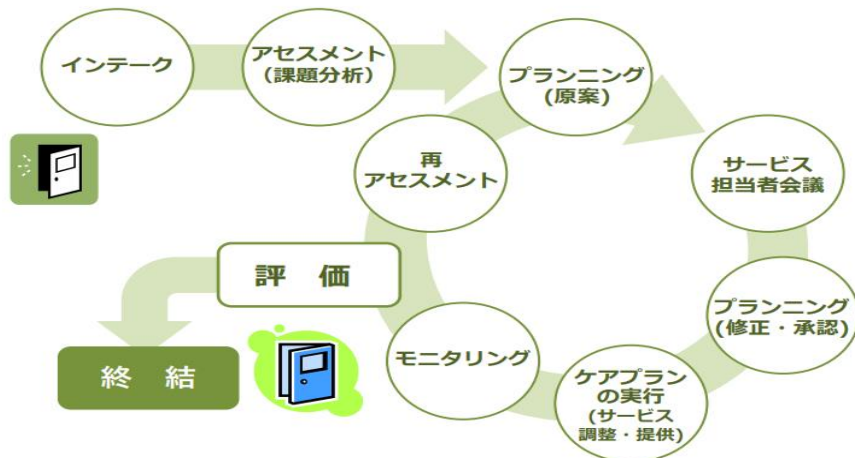 インテーク
アセスメント
（課題分析）
プランニング
(原案)
サービス
担当者会議
プランニング
(修正・承認)
ケアプラン
の実行
(サービス
調整・提供)
モニタリング
評　価
再
アセスメント
終　結